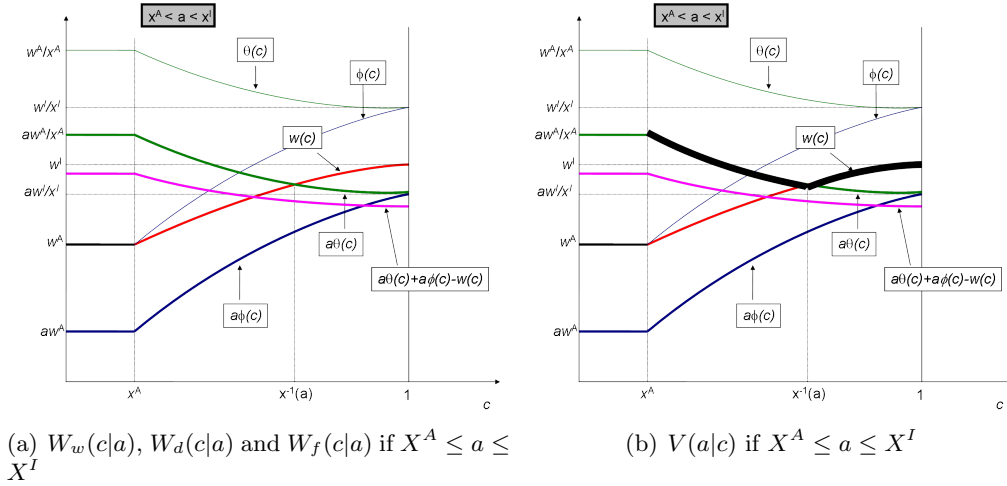 x^A < a < x^I
w^A/x^A
θ(c)
ϕ(c)
w^I/x^I
aw^A/x^A
w(c)
w^I
aw^I/x^I
w^A
aθ(c)
aθ(c)+aϕ(c)-w(c)
aϕ(c)
aw^A
x^A
x^-1(a)
1
c
(a) W_w(c|a), W_d(c|a) and W_f(c|a) if X^A ≤ a ≤
X^I
x^A < a < x^I
w^A/x^A
θ(c)
ϕ(c)
w^I/x^I
aw^A/x^A
w(c)
w^I
aw^I/x^I
w^A
aθ(c)
aθ(c)+aϕ(c)-w(c)
aϕ(c)
aw^A
x^A
x^-1(a)
1
c
(b) V(a|c) if X^A ≤ a ≤ X^I